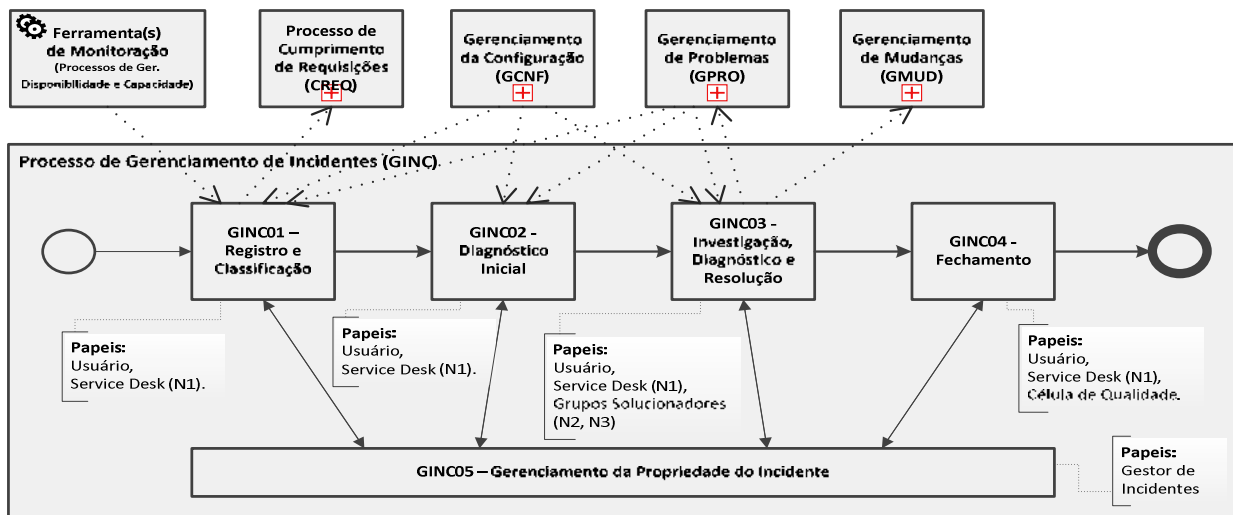 Ferramenta(s)
de Monitoração
(Processos de Ger.
Disponibilidade e Capacidade)
Processo de
Cumprimento
de Requisições
(CREQ)
Gerenciamento
da Configuração
(GCNF)
Gerenciamento
de Problemas
(GPRO)
Gerenciamento
de Mudanças
(GMUD)
Processo de Gerenciamento de Incidentes (GINC)
GINC01 –
Registro e
Classificação
GINC02 -
Diagnóstico
Inicial
GINC03 -
Investigação,
Diagnóstico e
Resolução
GINC04 -
Fechamento
Papeis:
Usuário,
Service Desk (N1).
Papeis:
Usuário,
Service Desk (N1).
Papeis:
Usuário,
Service Desk (N1),
Grupos Solucionadores
(N2, N3)
Papeis:
Usuário,
Service Desk (N1),
Célula de Qualidade.
GINC05 – Gerenciamento da Propriedade do Incidente
Papeis:
Gestor de
Incidentes